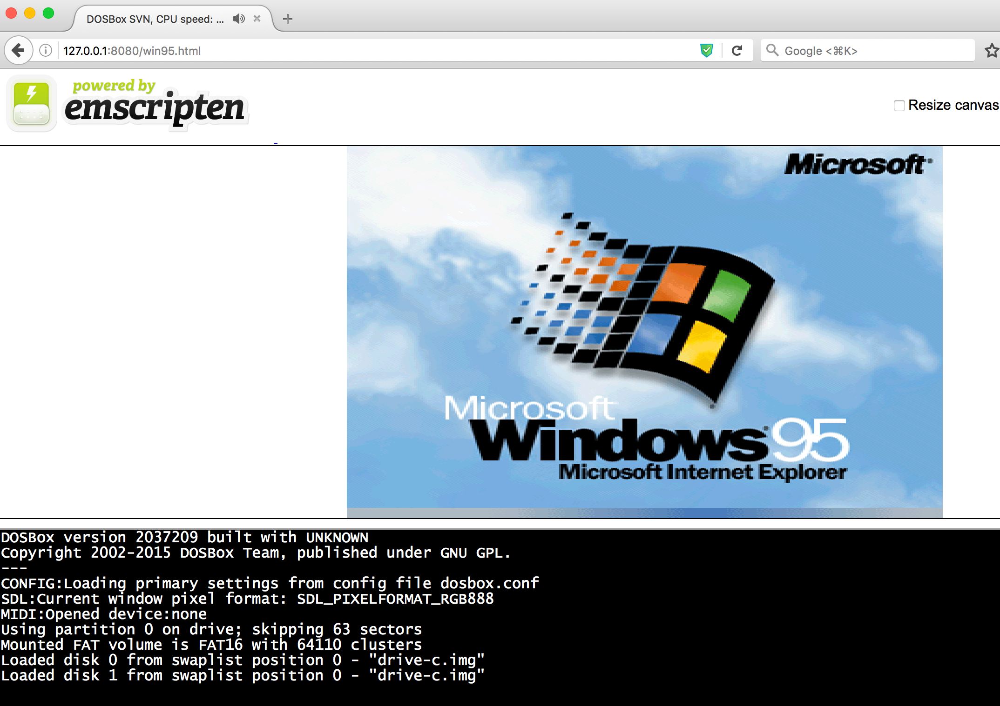 DOSBox SVN, CPU speed: ...
127.0.0.1:8080/win95.html
Google <⌘K>
powered by
emscripten
Resize canvas
Microsoft
Microsoft
Windows 95
Microsoft Internet Explorer
DOSBox version 2037209 built with UNKNOWN
Copyright 2002-2015 DOSBox Team, published under GNU GPL.
---
CONFIG:Loading primary settings from config file dosbox.conf
SDL:Current window pixel format: SDL_PIXELFORMAT_RGB888
MIDI:Opened device:none
Using partition 0 on drive; skipping 63 sectors
Mounted FAT volume is FAT16 with 64110 clusters
Loaded disk 0 from swaplist position 0 - "drive-c.img"
Loaded disk 1 from swaplist position 0 - "drive-c.img"